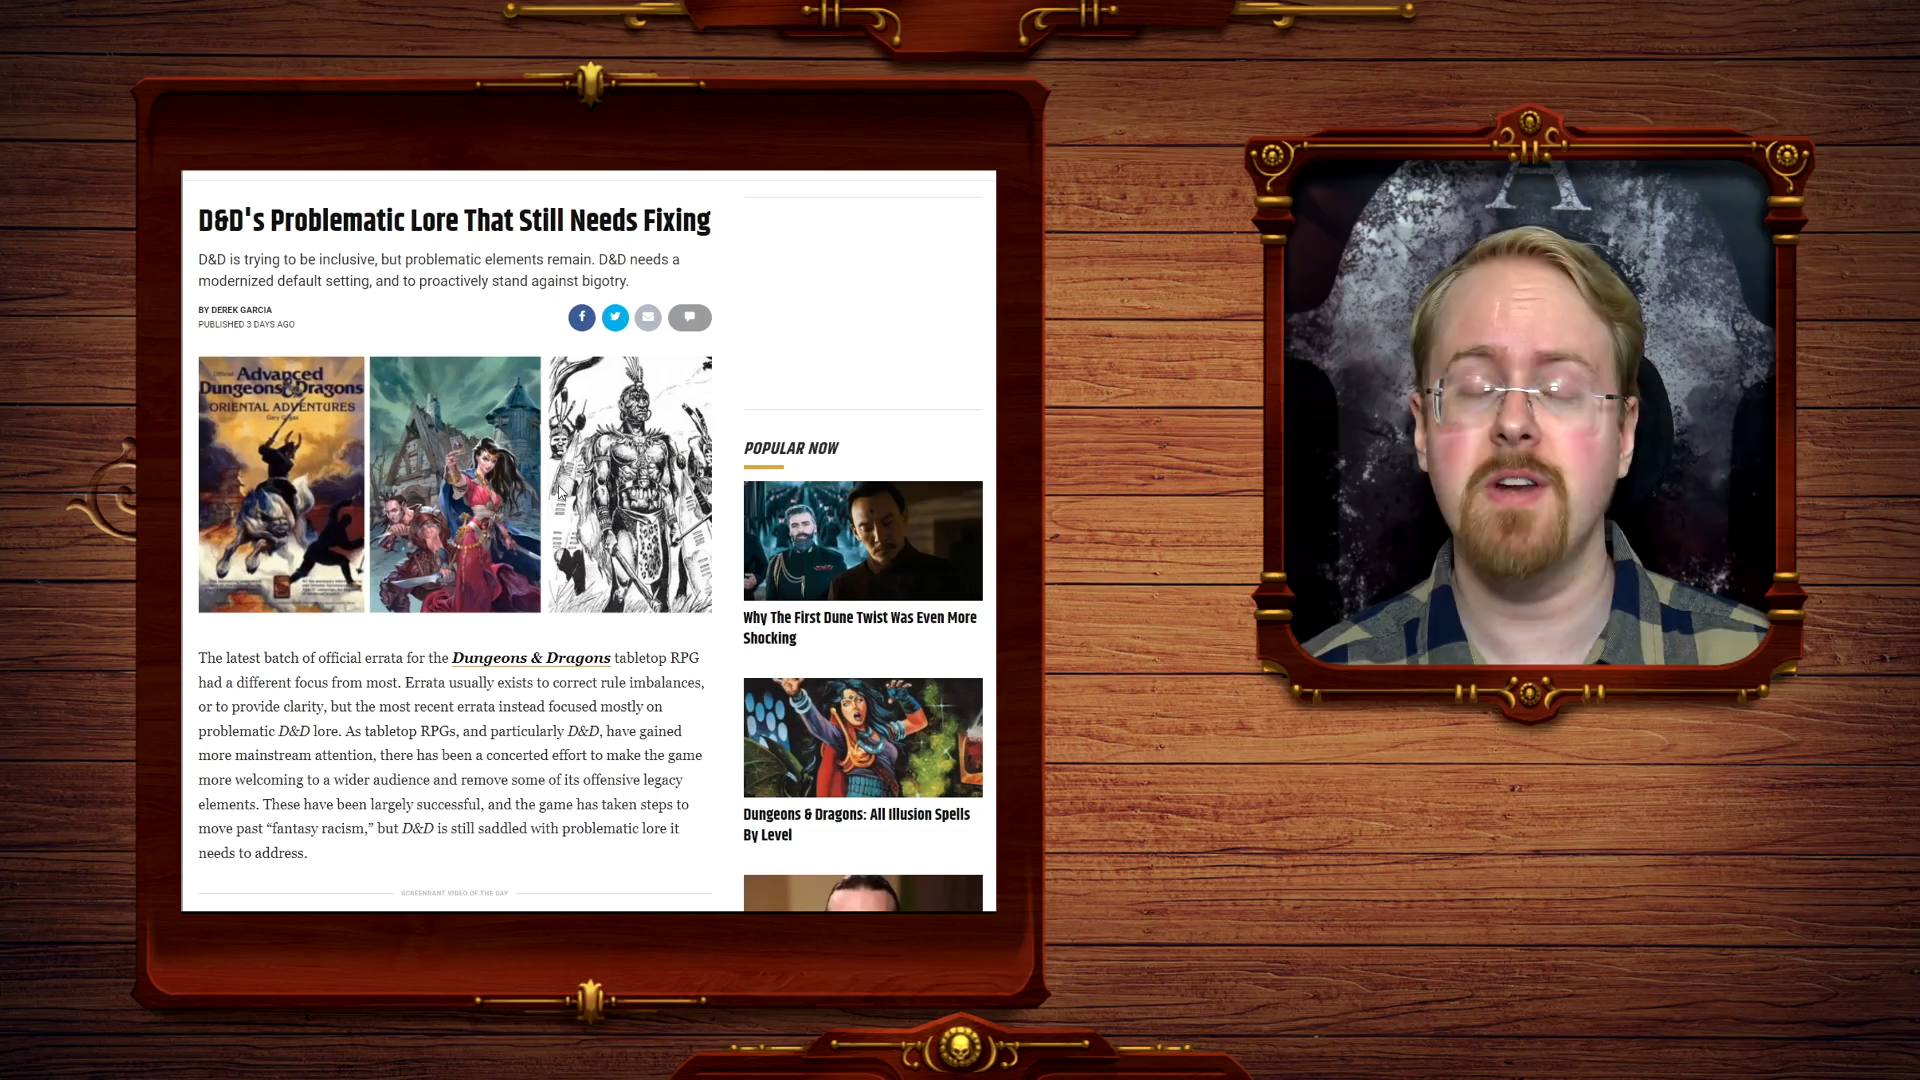 D&D's Problematic Lore That Still Needs Fixing
D&D is trying to be inclusive, but problematic elements remain. D&D needs a
modernized default setting, and to proactively stand against bigotry.
BY DEREK GARCIA
PUBLISHED 3 DAYS AGO
Official
Advanced
Dungeons & Dragons
ORIENTAL ADVENTURES
Gary Gygax
The latest batch of official errata for the Dungeons & Dragons tabletop RPG
had a different focus from most. Errata usually exists to correct rule imbalances,
or to provide clarity, but the most recent errata instead focused mostly on
problematic D&D lore. As tabletop RPGs, and particularly D&D, have gained
more mainstream attention, there has been a concerted effort to make the game
more welcoming to a wider audience and remove some of its offensive legacy
elements. These have been largely successful, and the game has taken steps to
move past “fantasy racism,” but D&D is still saddled with problematic lore it
needs to address.
SCREENRANT VIDEO OF THE DAY
POPULAR NOW
Why The First Dune Twist Was Even More
Shocking
Dungeons & Dragons: All Illusion Spells
By Level
A